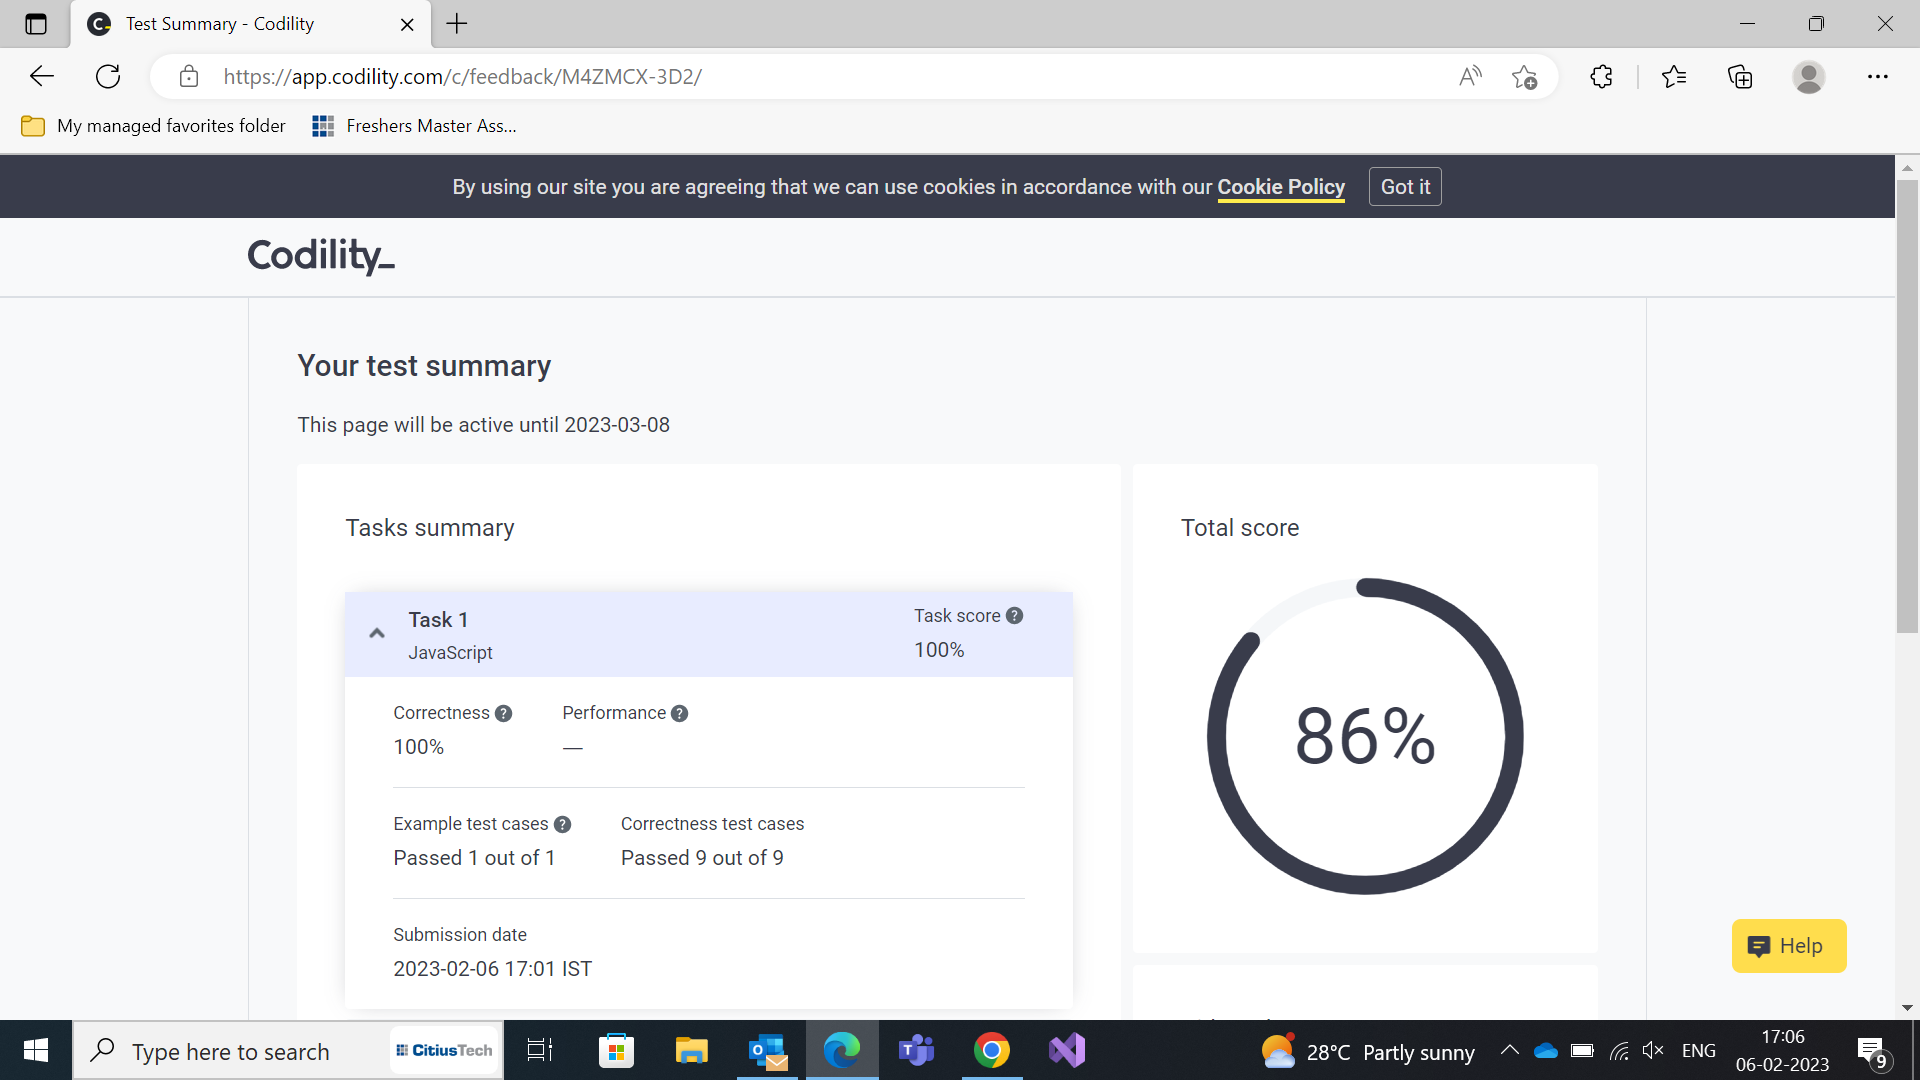 Test Summary - Codility
https://app.codility.com/c/feedback/M4ZMCX-3D2/
My managed favorites folder
Freshers Master Ass...
By using our site you are agreeing that we can use cookies in accordance with our Cookie Policy
Got it
Codility_
Your test summary
This page will be active until 2023-03-08
Tasks summary
Task 1
JavaScript
Task score ?
100%
Correctness ?
Performance ?
100%
—
Example test cases ?
Correctness test cases
Passed 1 out of 1
Passed 9 out of 9
Submission date
2023-02-06 17:01 IST
Total score
86%
Help
Type here to search
CitiusTech
28°C Partly sunny
ENG
17:06
06-02-2023
9